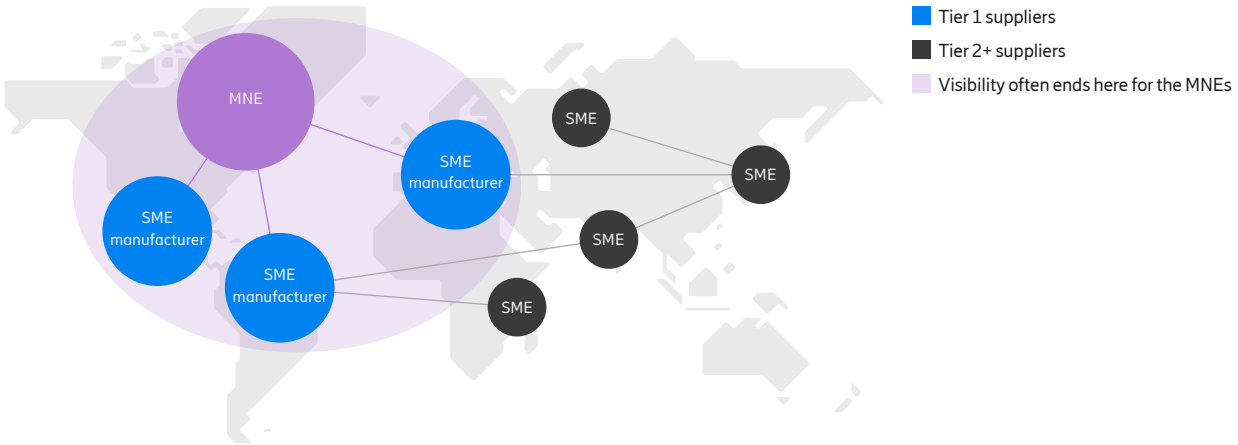 MNE
SME
manufacturer
SME
manufacturer
SME
manufacturer
SME
SME
SME
SME
Tier 1 suppliers
Tier 2+ suppliers
Visibility often ends here for the MNEs